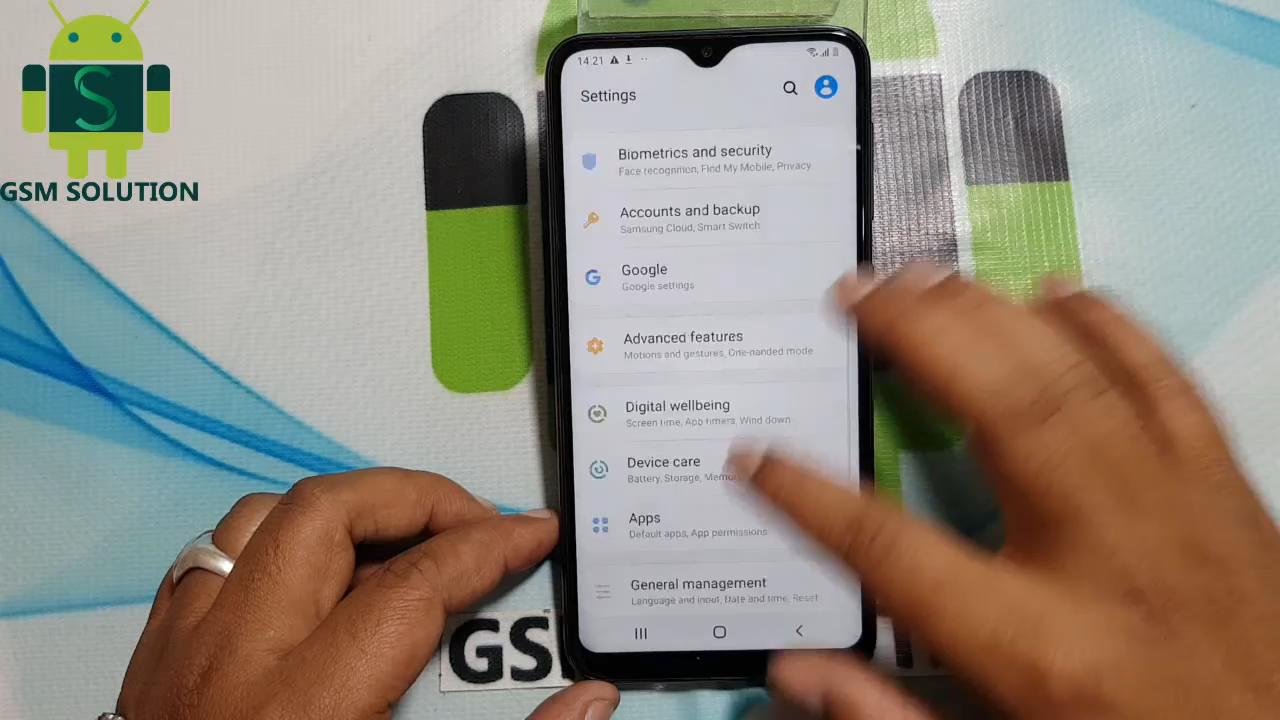 S
GSM SOLUTION
14.21
Settings
Biometrics and security
Face recognition, Find My Mobile, Privacy
Accounts and backup
Samsung Cloud, Smart Switch
G
Google
Google settings
Advanced features
Motions and gestures, One-handed mode
Digital wellbeing
Screen time, App timers, Wind down
Device care
Battery, Storage, Memory
Apps
Default apps, App permissions
General management
Language and input, Date and time, Reset
GS